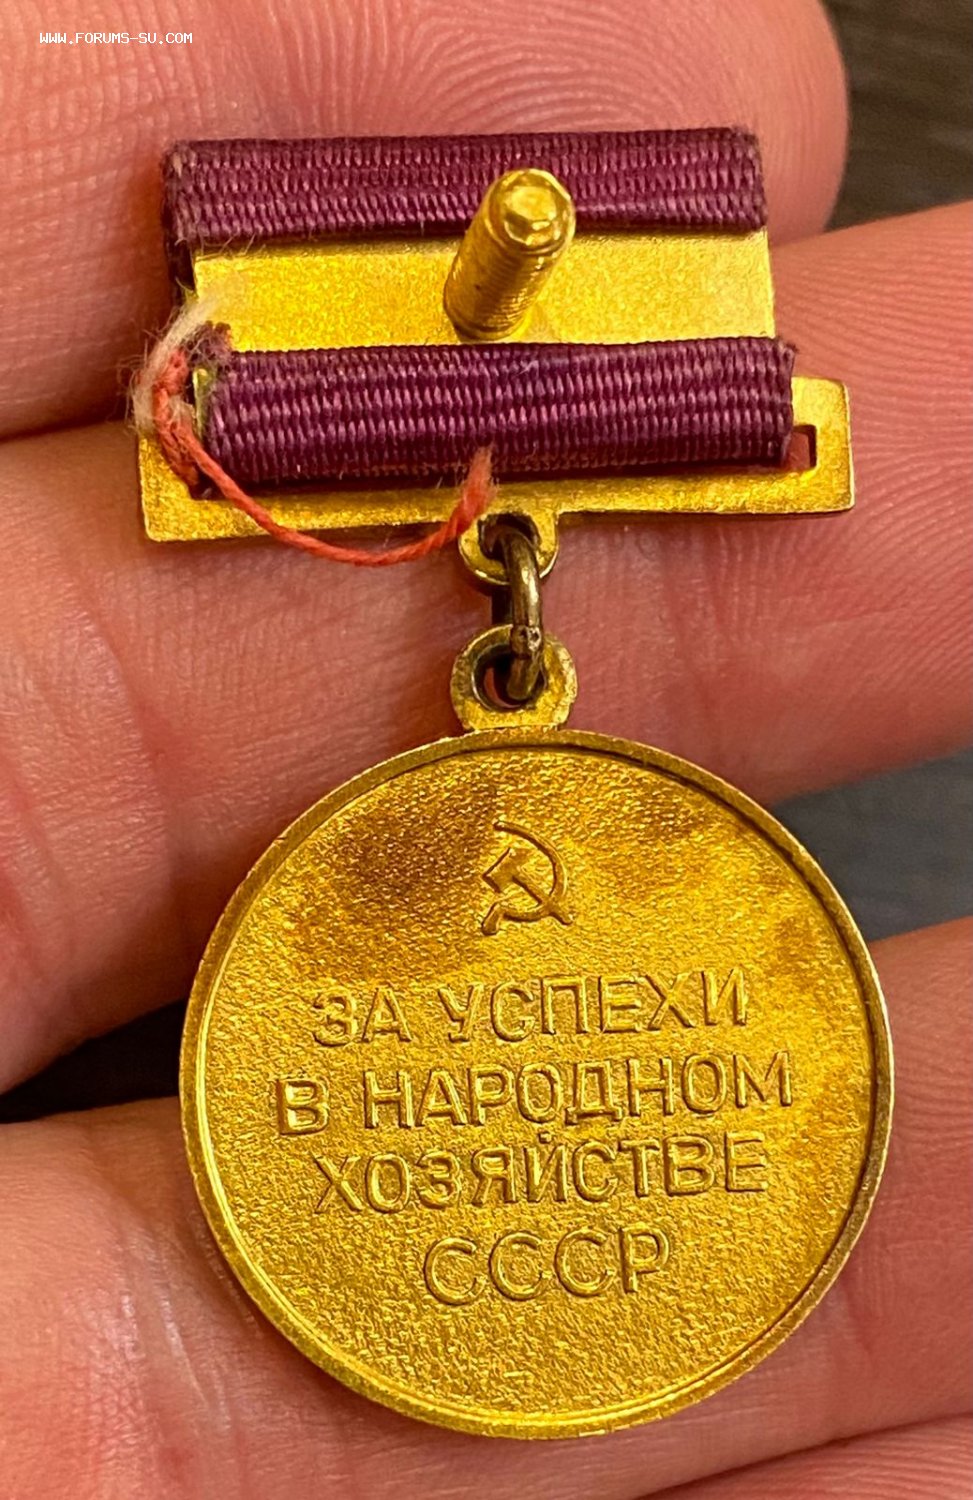 WWW.FORUMS-SU.COM
ЗА УСПЕХИ
В НАРОДНОМ
ХОЗЯЙСТВЕ
СССР